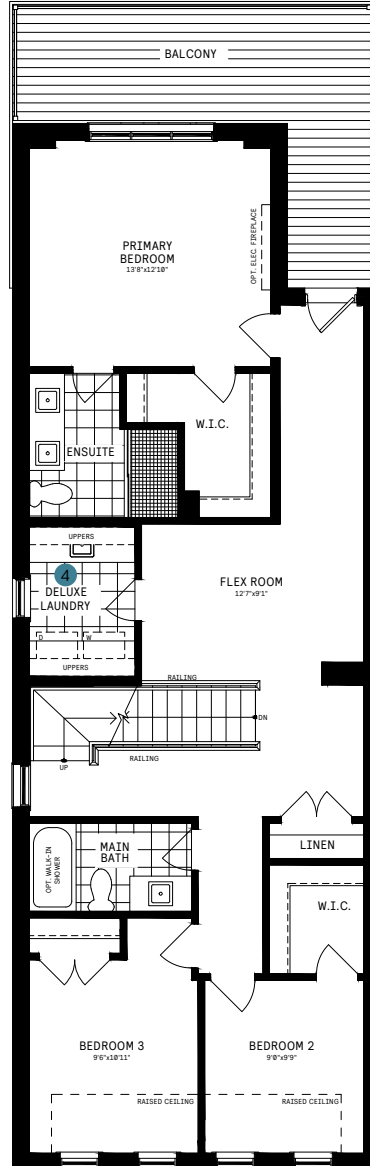 BALCONY
PRIMARY
BEDROOM
13'8"x12'10"
OPT. ELEC. FIREPLACE
W.I.C.
ENSUITE
UPPERS
4
DELUXE
LAUNDRY
D
W
UPPERS
FLEX ROOM
12'7"x9'1"
RAILING
DN
RAILING
UP
OPT. WALK-IN
SHOWER
MAIN
BATH
LINEN
W.I.C.
BEDROOM 3
9'6"x10'11"
BEDROOM 2
9'0"x9'9"
RAISED CEILING
RAISED CEILING